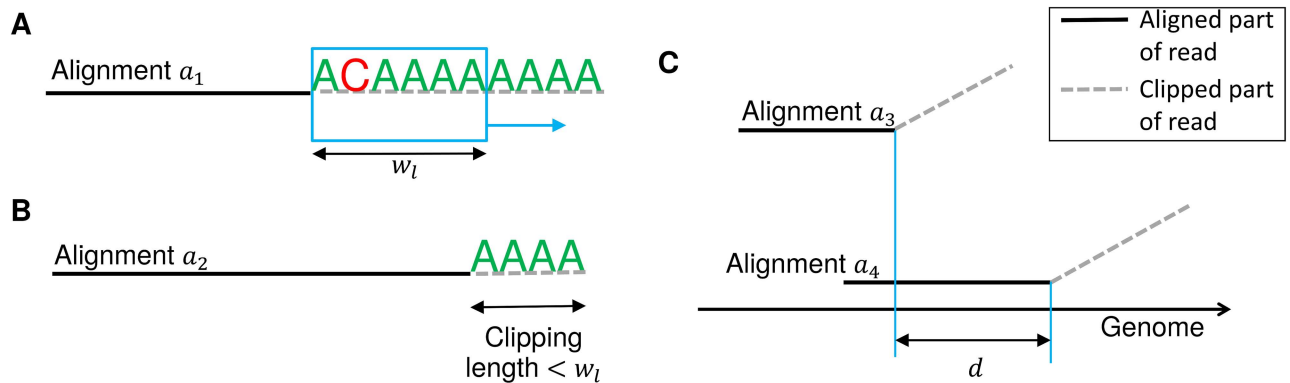 A
Alignment a₁
ACAAAAAAAA
wₗ
B
Alignment a₂
AAAA
Clipping
length < wₗ
C
Alignment a₃
Alignment a₄
Genome
d
Aligned part
of read
Clipped part
of read